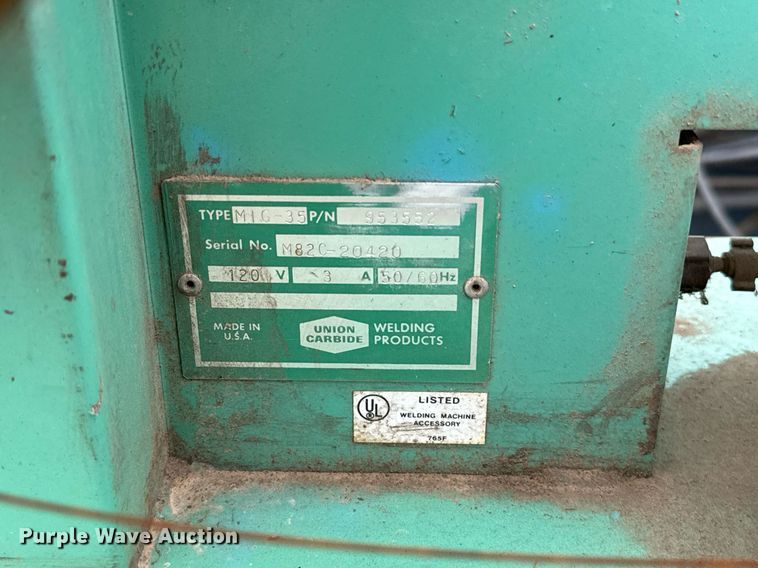 TYPE MIG-35 P/N 953552
Serial No. M82C-20420
120 V 3 A 50/60Hz
MADE IN
U.S.A.
UNION
CARBIDE
WELDING
PRODUCTS
UL
LISTED
WELDING MACHINE
ACCESSORY
765F
Purple Wave Auction